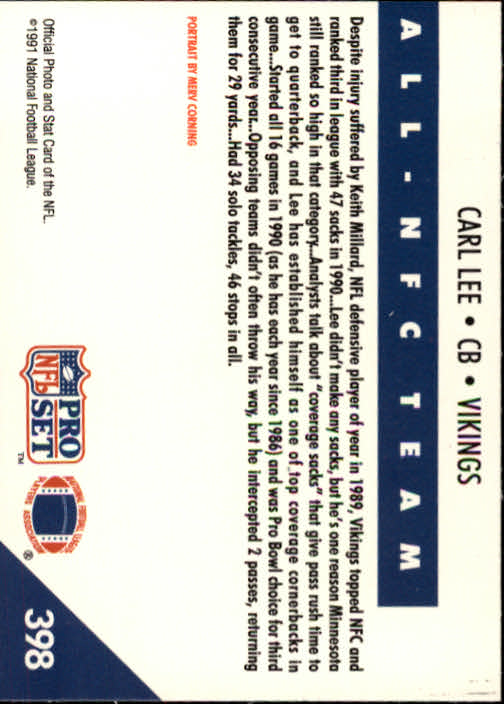 CARL LEE • CB • VIKINGS
ALL-NFC TEAM
Despite injury suffered by Keith Millard, NFL defensive player of year in 1989, Vikings topped NFC and
ranked third in league with 47 sacks in 1990...Lee didn't make any sacks, but he's one reason Minnesota
still ranked so high in that category...Analysts talk about "coverage sacks" that give pass rush time to
get to quarterback, and Lee has established himself as one of top coverage cornerbacks in
game...Started all 16 games in 1990 (as he has each year since 1986) and was Pro Bowl choice for third
consecutive year...Opposing teams didn't often throw his way, but he intercepted 2 passes, returning
them for 29 yards...Had 34 solo tackles, 46 stops in all.
PORTRAIT BY MERV CORNING
Official Photo and Stat Card of the NFL.
©1991 National Football League.
PRO
NFL SET™
NATIONAL FOOTBALL LEAGUE
PLAYERS ASSOCIATION
®
398